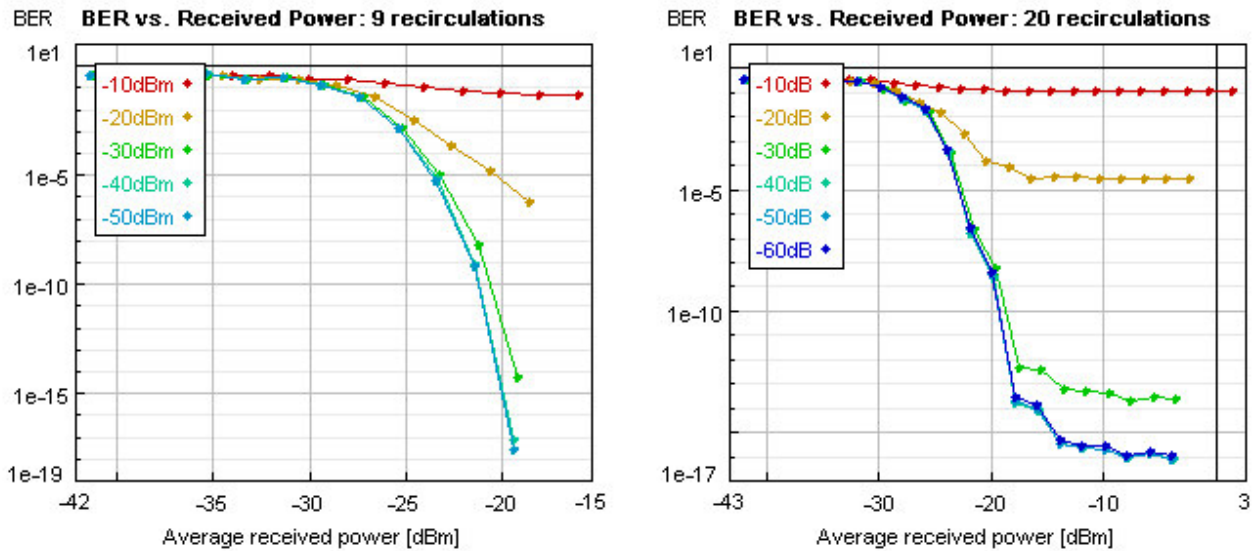 BER BER vs. Received Power: 9 recirculations
1e1
1e-5
1e-10
1e-15
1e-19
-10dBm
-20dBm
-30dBm
-40dBm
-50dBm
-42 -35 -30 -25 -20 -15
Average received power [dBm]
BER BER vs. Received Power: 20 recirculations
1e1
1e-5
1e-10
1e-17
-10dB
-20dB
-30dB
-40dB
-50dB
-60dB
-43 -30 -20 -10 3
Average received power [dBm]